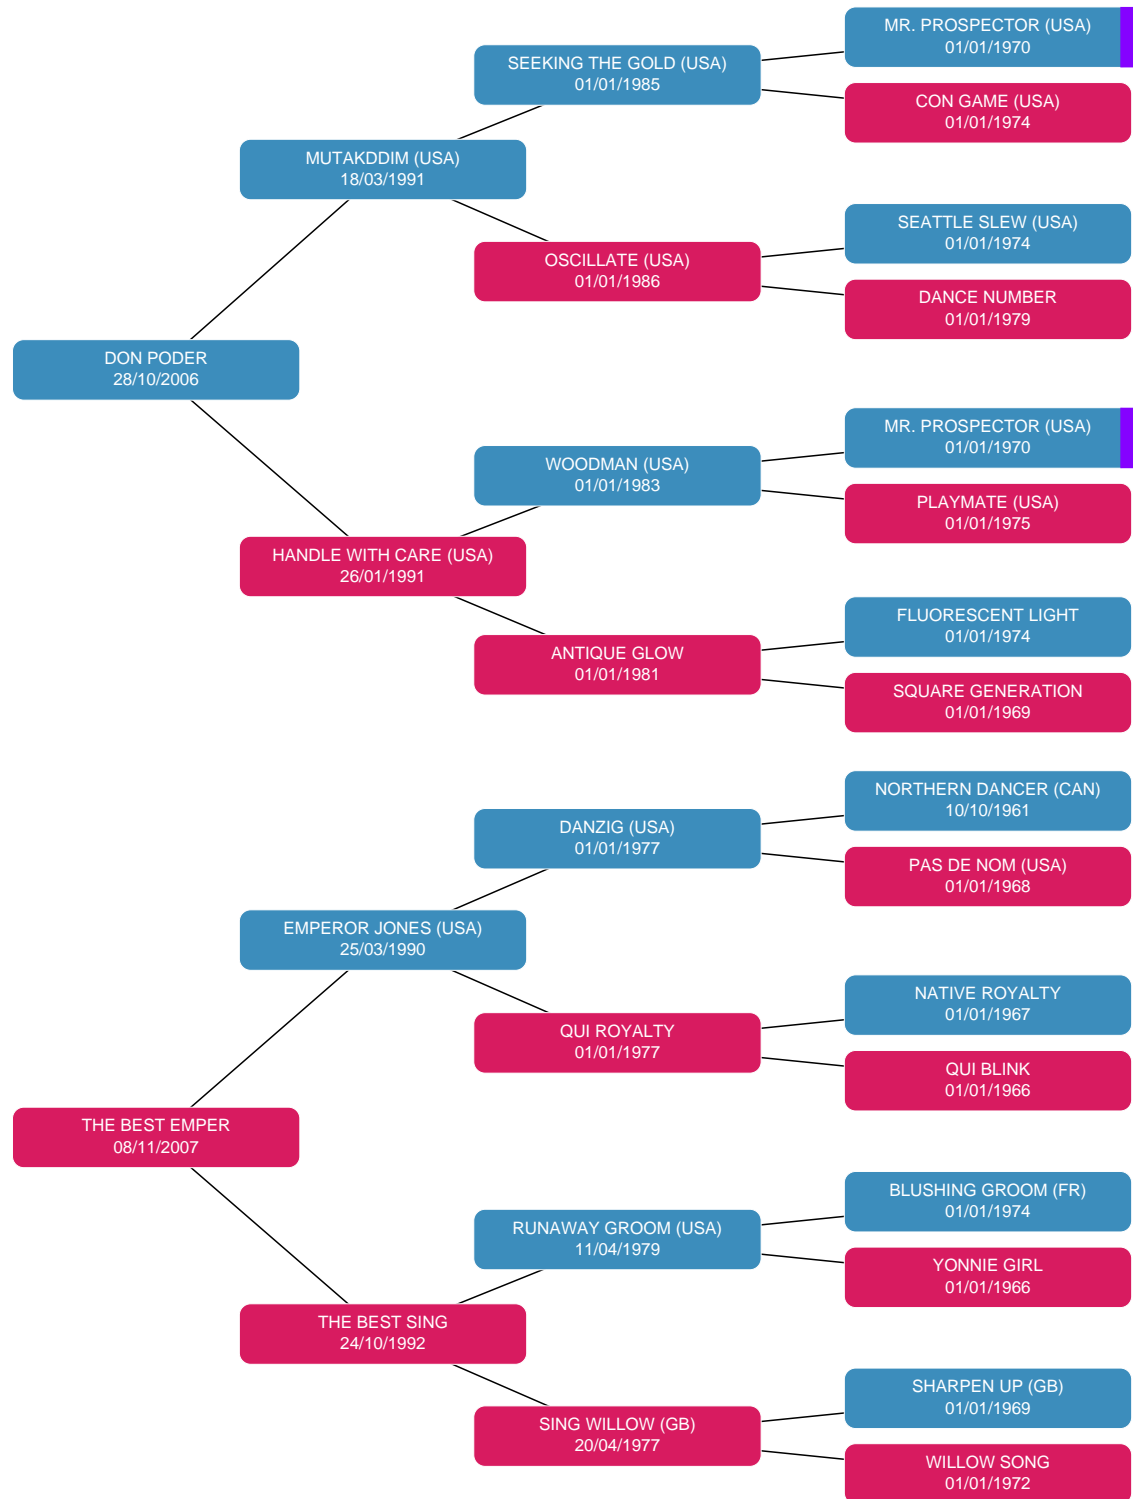 MR. PROSPECTOR (USA)
01/01/1970
SEEKING THE GOLD (USA)
01/01/1985
CON GAME (USA)
01/01/1974
MUTAKDDIM (USA)
18/03/1991
SEATTLE SLEW (USA)
01/01/1974
OSCILLATE (USA)
01/01/1986
DANCE NUMBER
01/01/1979
DON PODER
28/10/2006
MR. PROSPECTOR (USA)
01/01/1970
WOODMAN (USA)
01/01/1983
PLAYMATE (USA)
01/01/1975
HANDLE WITH CARE (USA)
26/01/1991
FLUORESCENT LIGHT
01/01/1974
ANTIQUE GLOW
01/01/1981
SQUARE GENERATION
01/01/1969
NORTHERN DANCER (CAN)
10/10/1961
DANZIG (USA)
01/01/1977
PAS DE NOM (USA)
01/01/1968
EMPEROR JONES (USA)
25/03/1990
NATIVE ROYALTY
01/01/1967
QUI ROYALTY
01/01/1977
QUI BLINK
01/01/1966
THE BEST EMPER
08/11/2007
BLUSHING GROOM (FR)
01/01/1974
RUNAWAY GROOM (USA)
11/04/1979
YONNIE GIRL
01/01/1966
THE BEST SING
24/10/1992
SHARPEN UP (GB)
01/01/1969
SING WILLOW (GB)
20/04/1977
WILLOW SONG
01/01/1972